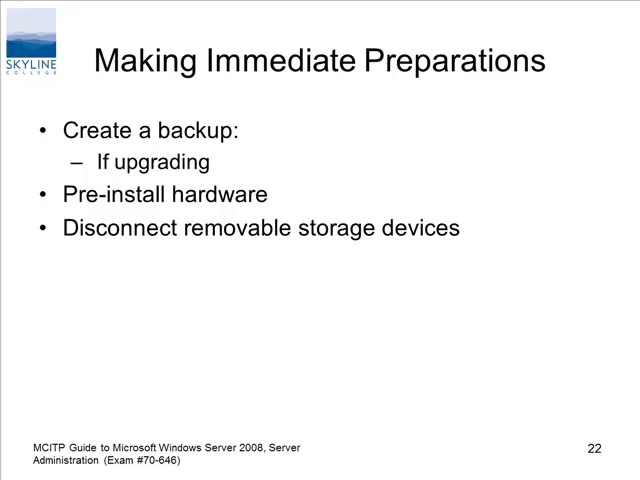 SKYLINE
COLLEGE
Making Immediate Preparations
• Create a backup:
– If upgrading
• Pre-install hardware
• Disconnect removable storage devices
MCITP Guide to Microsoft Windows Server 2008, Server
Administration (Exam #70-646)
22